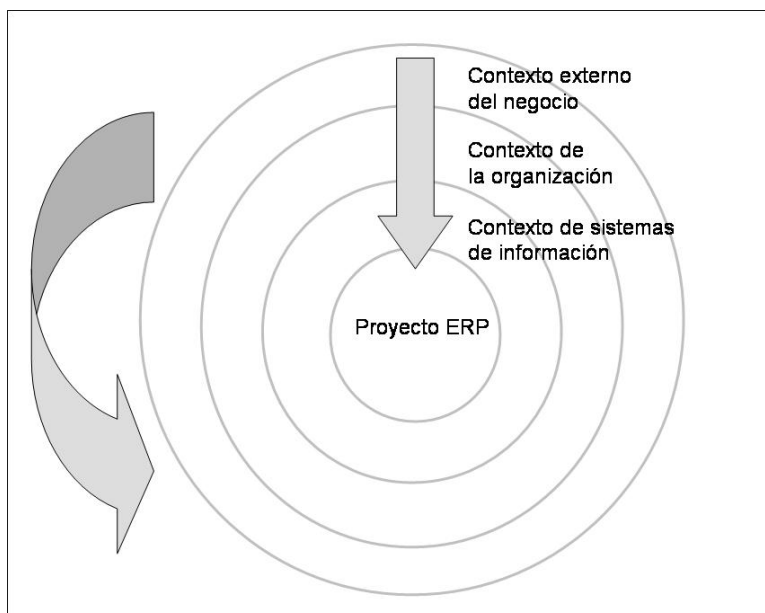 Contexto externo
del negocio
Contexto de
la organización
Contexto de sistemas
de información
Proyecto ERP